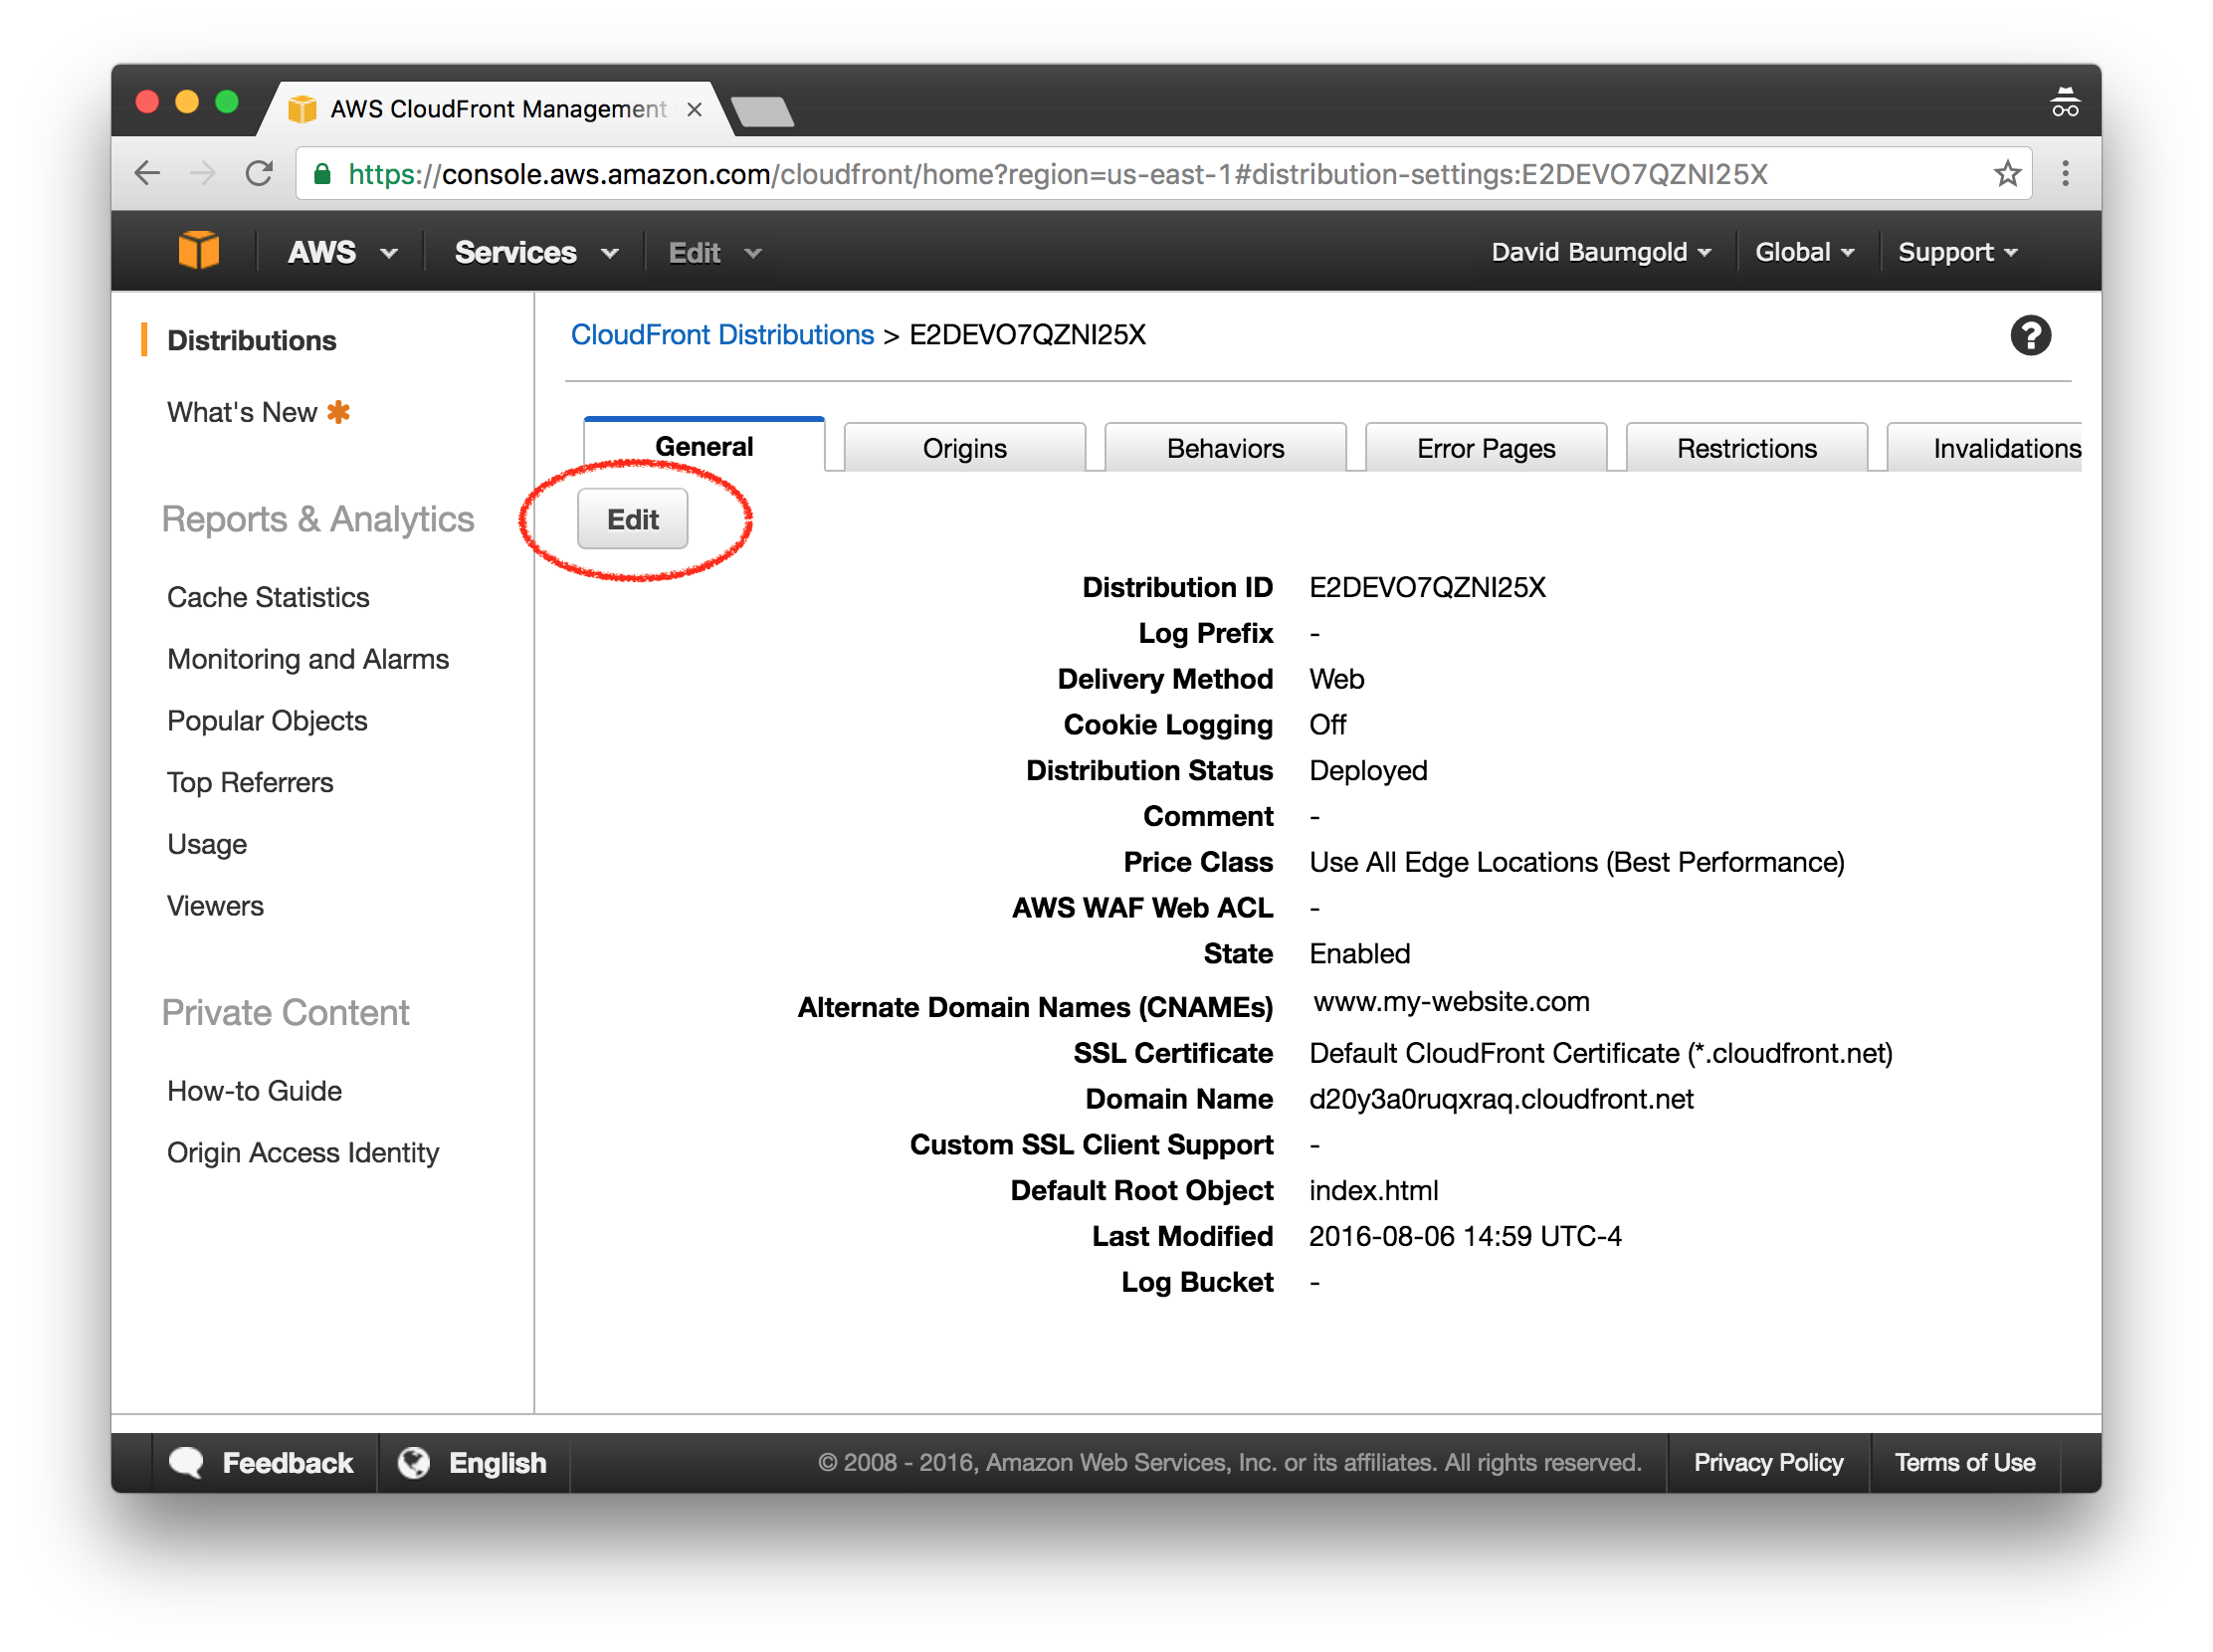 AWS CloudFront Management
https://console.aws.amazon.com/cloudfront/home?region=us-east-1#distribution-settings:E2DEVO7QZNI25X
AWS Services Edit David Baumgold Global Support
Distributions
What's New
Reports & Analytics
Cache Statistics
Monitoring and Alarms
Popular Objects
Top Referrers
Usage
Viewers
Private Content
How-to Guide
Origin Access Identity
CloudFront Distributions > E2DEVO7QZNI25X
General Origins Behaviors Error Pages Restrictions Invalidations
Edit
Distribution ID E2DEVO7QZNI25X
Log Prefix -
Delivery Method Web
Cookie Logging Off
Distribution Status Deployed
Comment -
Price Class Use All Edge Locations (Best Performance)
AWS WAF Web ACL -
State Enabled
Alternate Domain Names (CNAMEs) www.my-website.com
SSL Certificate Default CloudFront Certificate (*.cloudfront.net)
Domain Name d20y3a0ruqxraq.cloudfront.net
Custom SSL Client Support -
Default Root Object index.html
Last Modified 2016-08-06 14:59 UTC-4
Log Bucket -
Feedback English © 2008 - 2016, Amazon Web Services, Inc. or its affiliates. All rights reserved. Privacy Policy Terms of Use